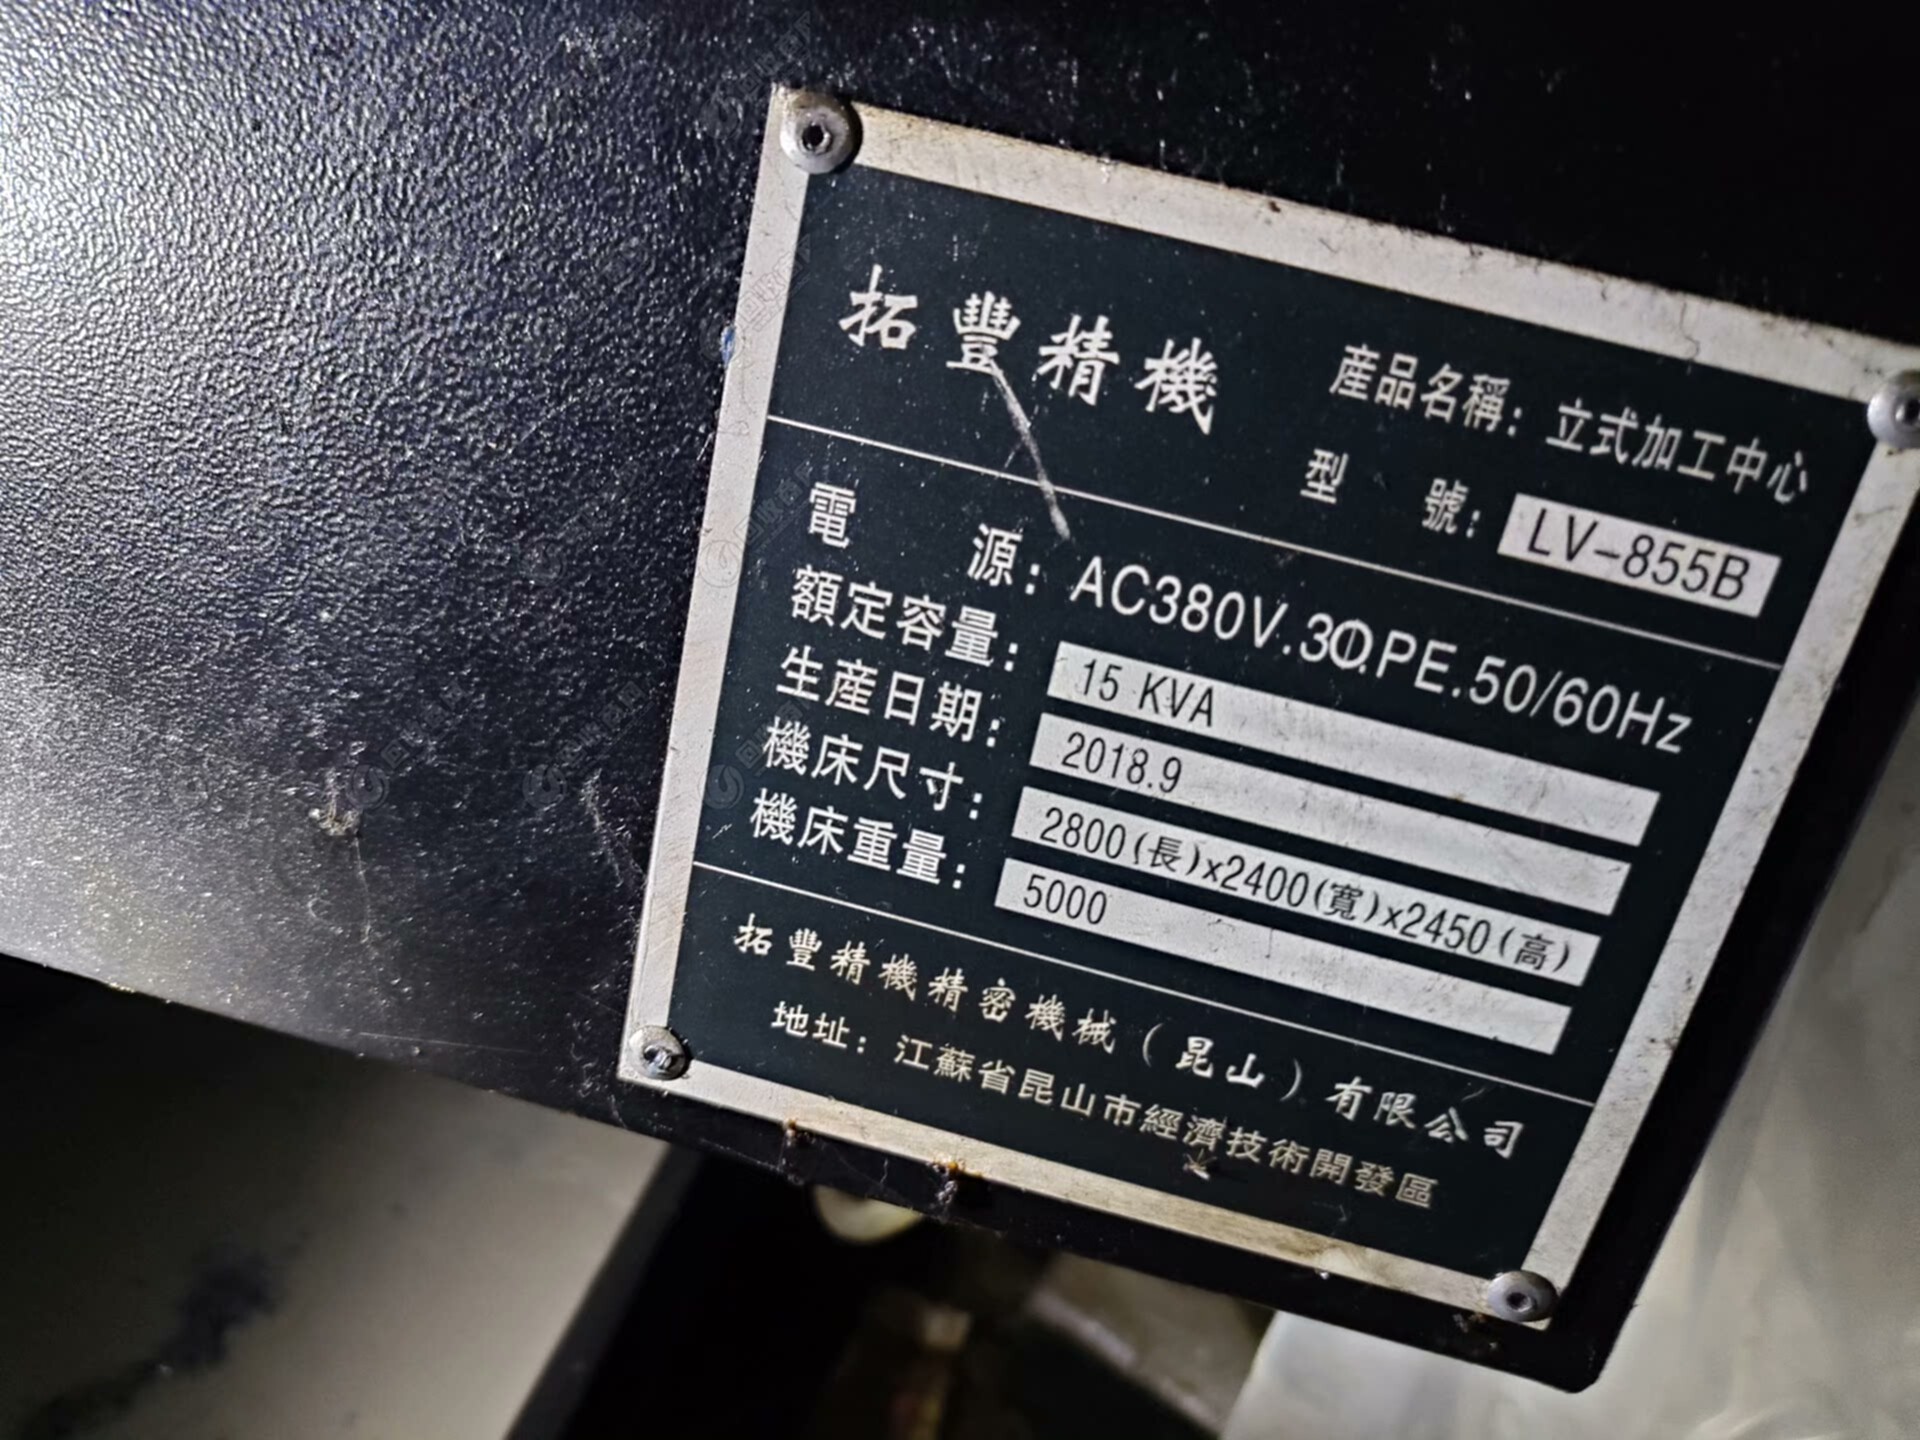 拓豐精機
產品名稱：立式加工中心
型 號：LV-855B
電 源：AC380V.3Φ.PE.50/60Hz
額定容量：15 KVA
生產日期：2018.9
機床尺寸：2800(長)x2400(寬)x2450(高)
機床重量：5000
拓豐精機精密機械（昆山）有限公司
地址：江蘇省昆山市經濟技術開發區